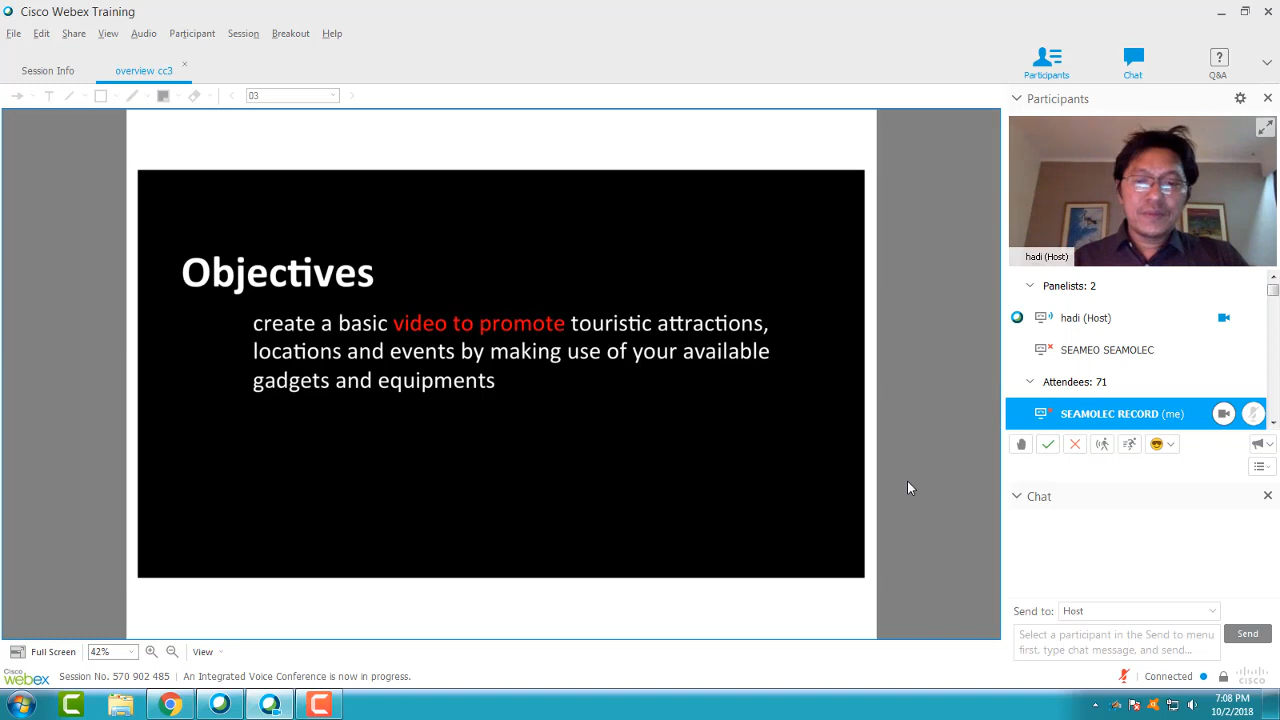 Cisco Webex Training
File Edit Share View Audio Participant Session Breakout Help
Session Info
overview cc3
Participants
Chat
Q&A
03
Participants
hadi (Host)
Panelists: 2
hadi (Host)
SEAMEO SEAMOLEC
Attendees: 71
SEAMOLEC RECORD (me)
Objectives
create a basic video to promote touristic attractions,
locations and events by making use of your available
gadgets and equipments
Chat
Send to: Host
Select a participant in the Send to menu
first, type chat message, and send...
Send
Full Screen 42% View
Cisco
webex
Session No. 570 902 485 An Integrated Voice Conference is now in progress.
Connected
cisco
7:08 PM
10/2/2018